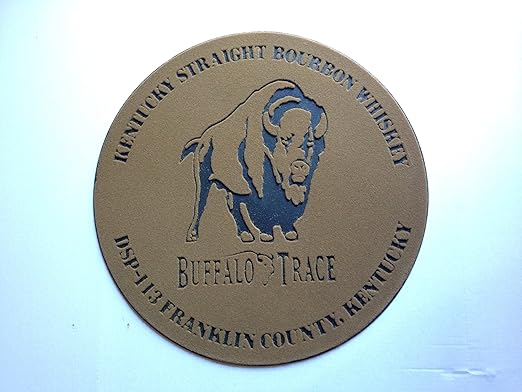 KENTUCKY STRAIGHT BOURBON WHISKEY
BUFFALO TRACE
DSP-113 FRANKLIN COUNTY, KENTUCKY